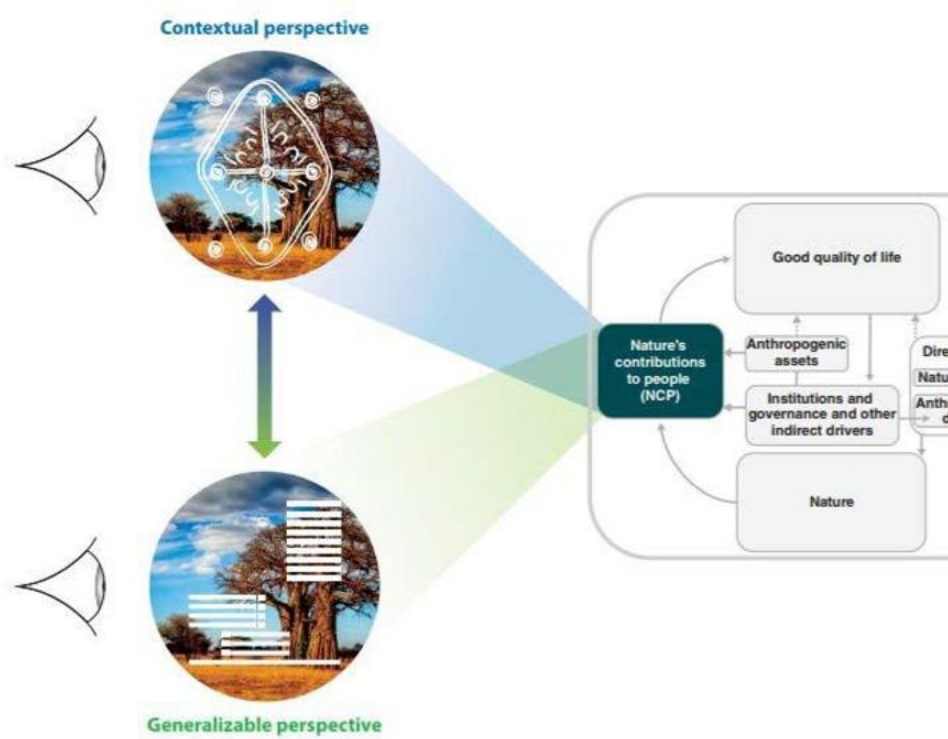 Contextual perspective
Good quality of life
Nature's
contributions
to people
(NCP)
Anthropogenic
assets
Institutions and
governance and other
indirect drivers
Nature
Generalizable perspective